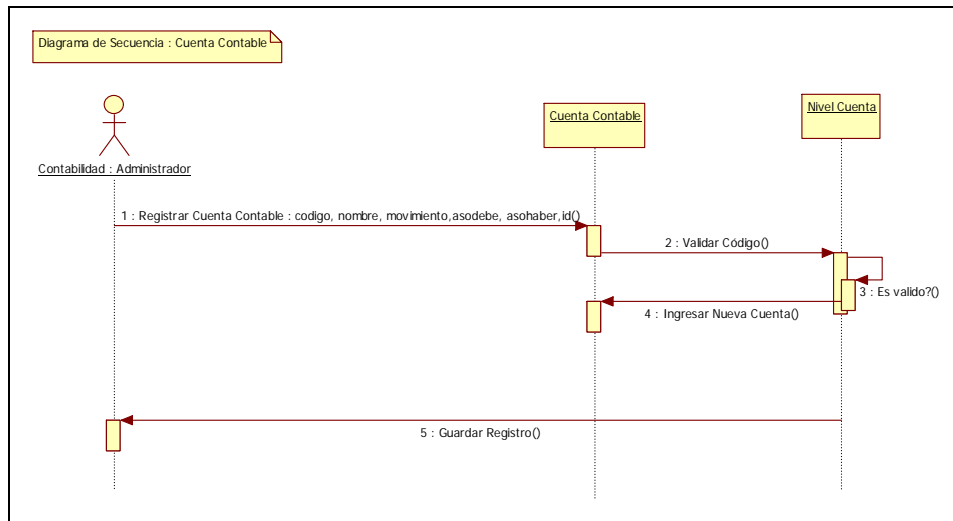 Diagrama de Secuencia : Cuenta Contable
Nivel Cuenta
Cuenta Contable
Contabilidad : Administrador
1 : Registrar Cuenta Contable : codigo, nombre, movimiento,asodebe, asohaber,id()
2 : Validar Código()
3 : Es valido?()
4 : Ingresar Nueva Cuenta()
5 : Guardar Registro()